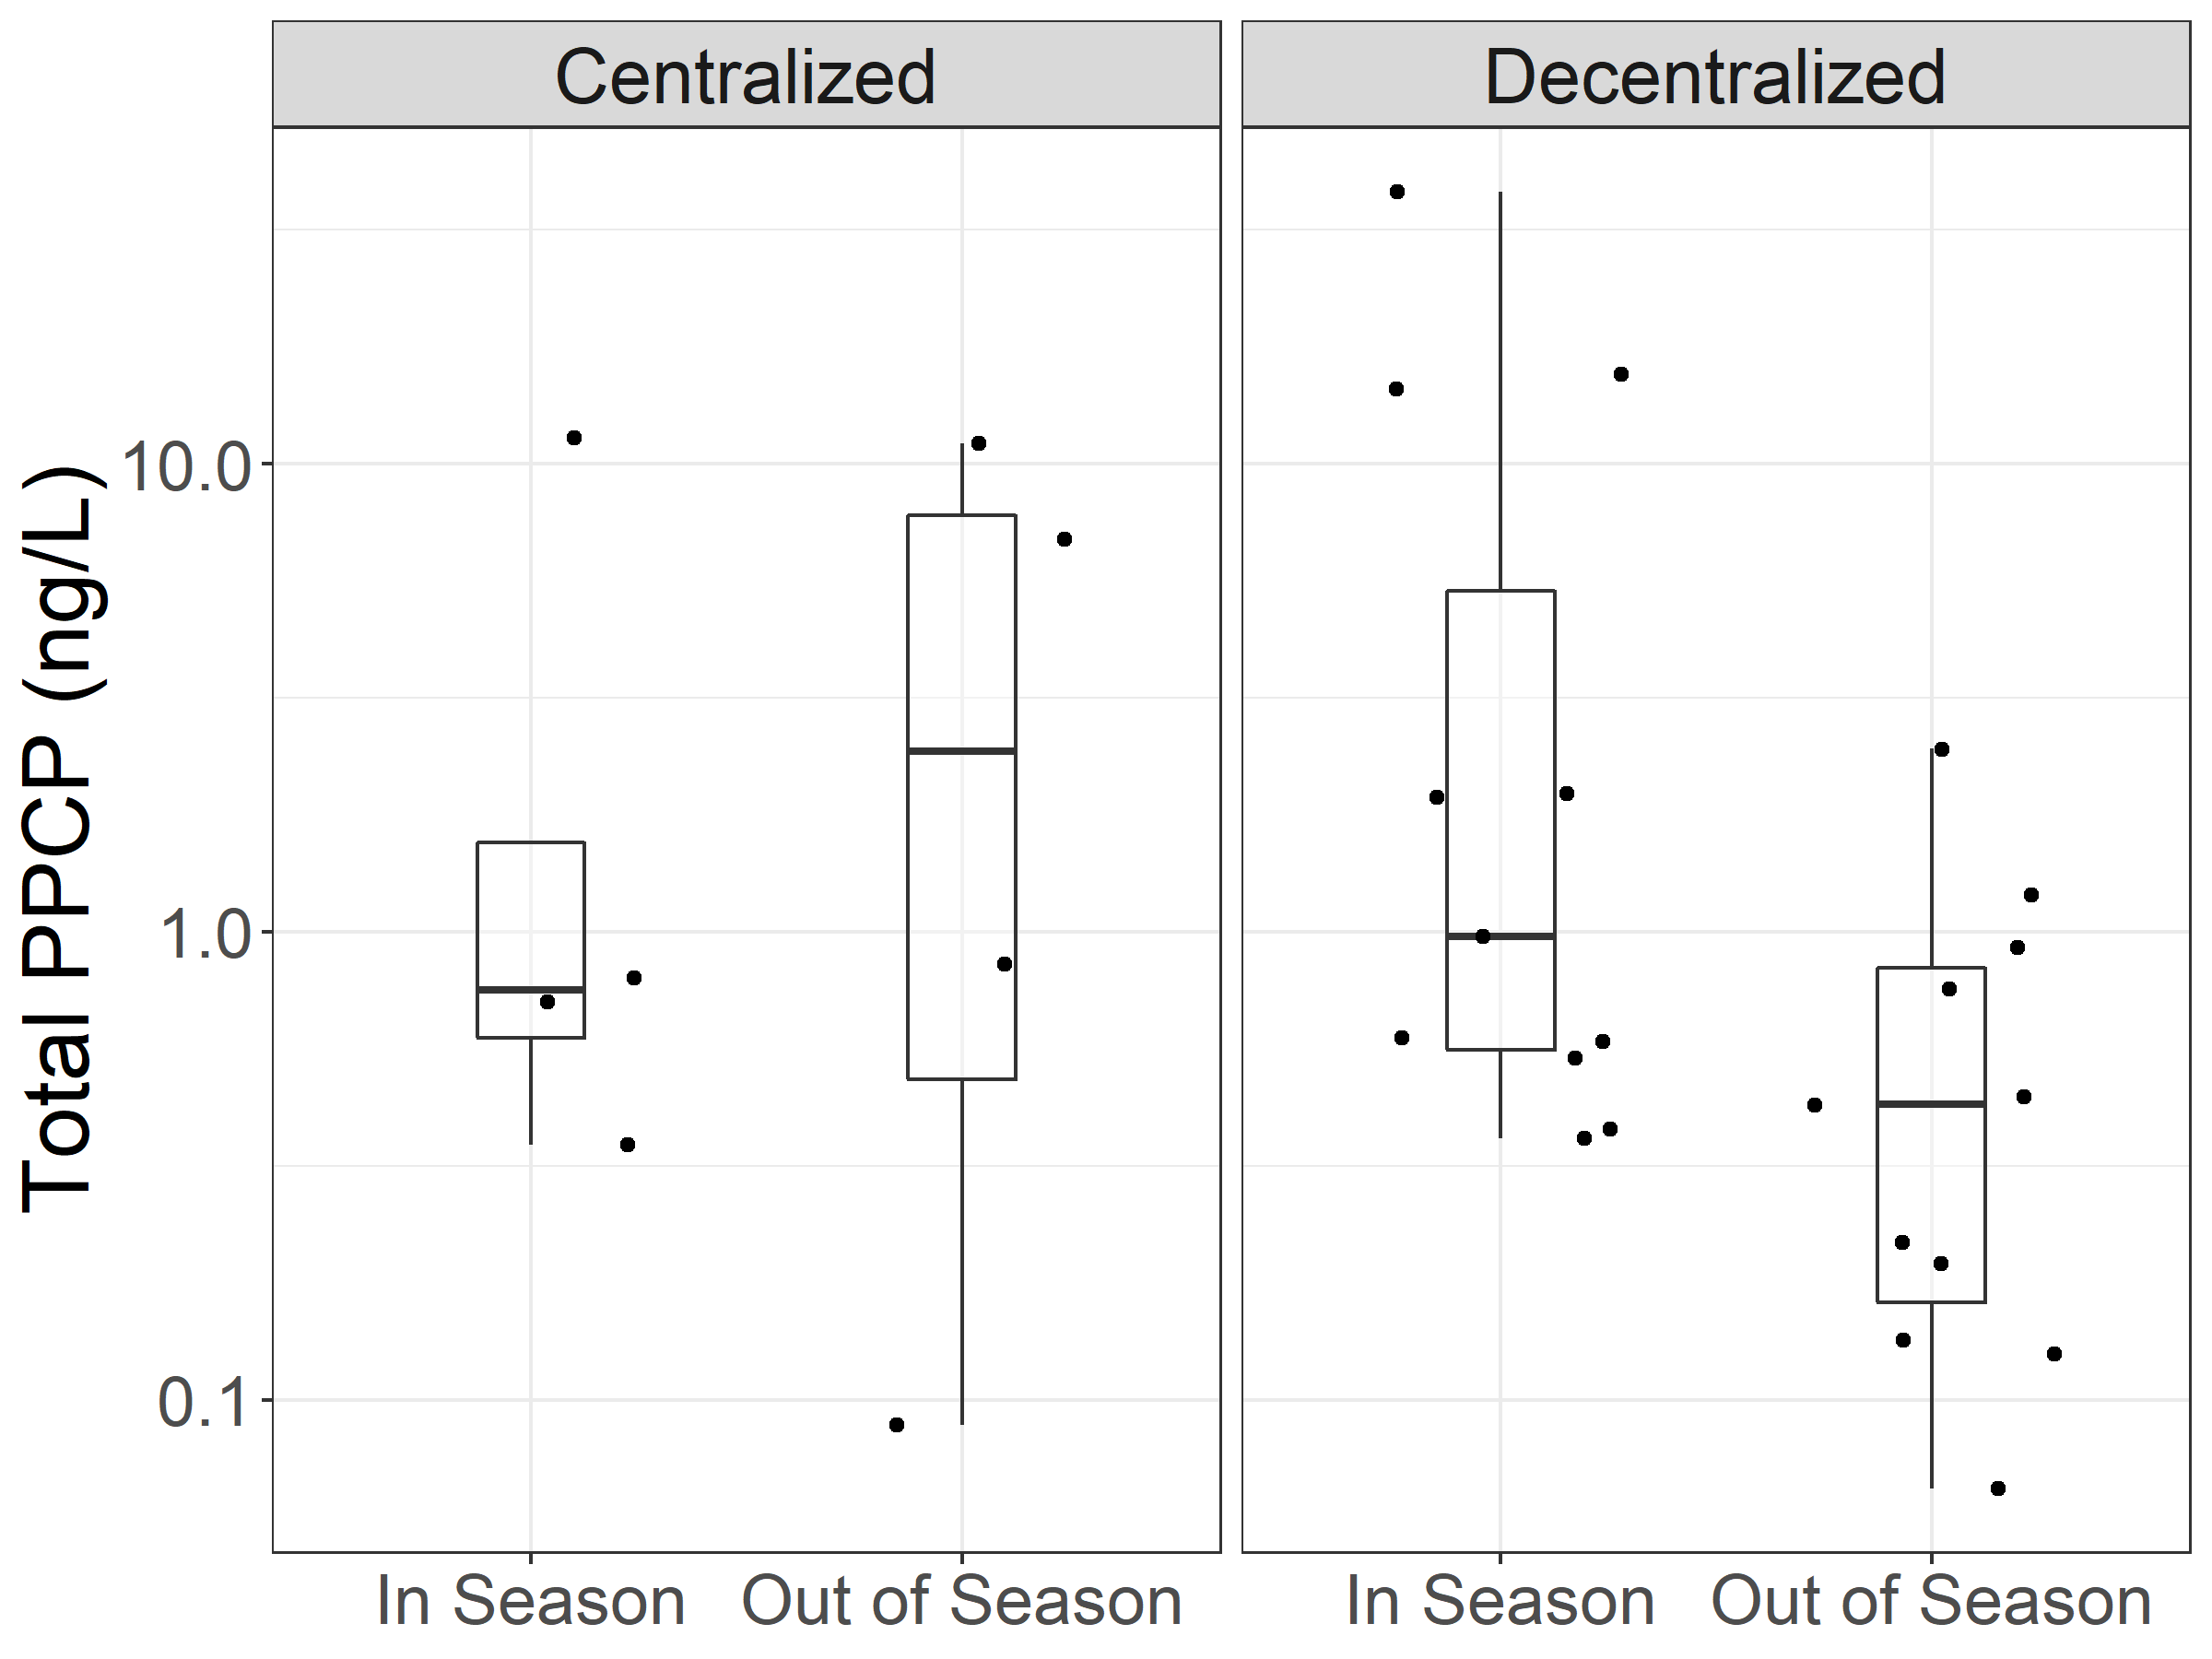 Centralized
Decentralized
Total PPCP (ng/L)
10.0
1.0
0.1
In Season
Out of Season
In Season
Out of Season